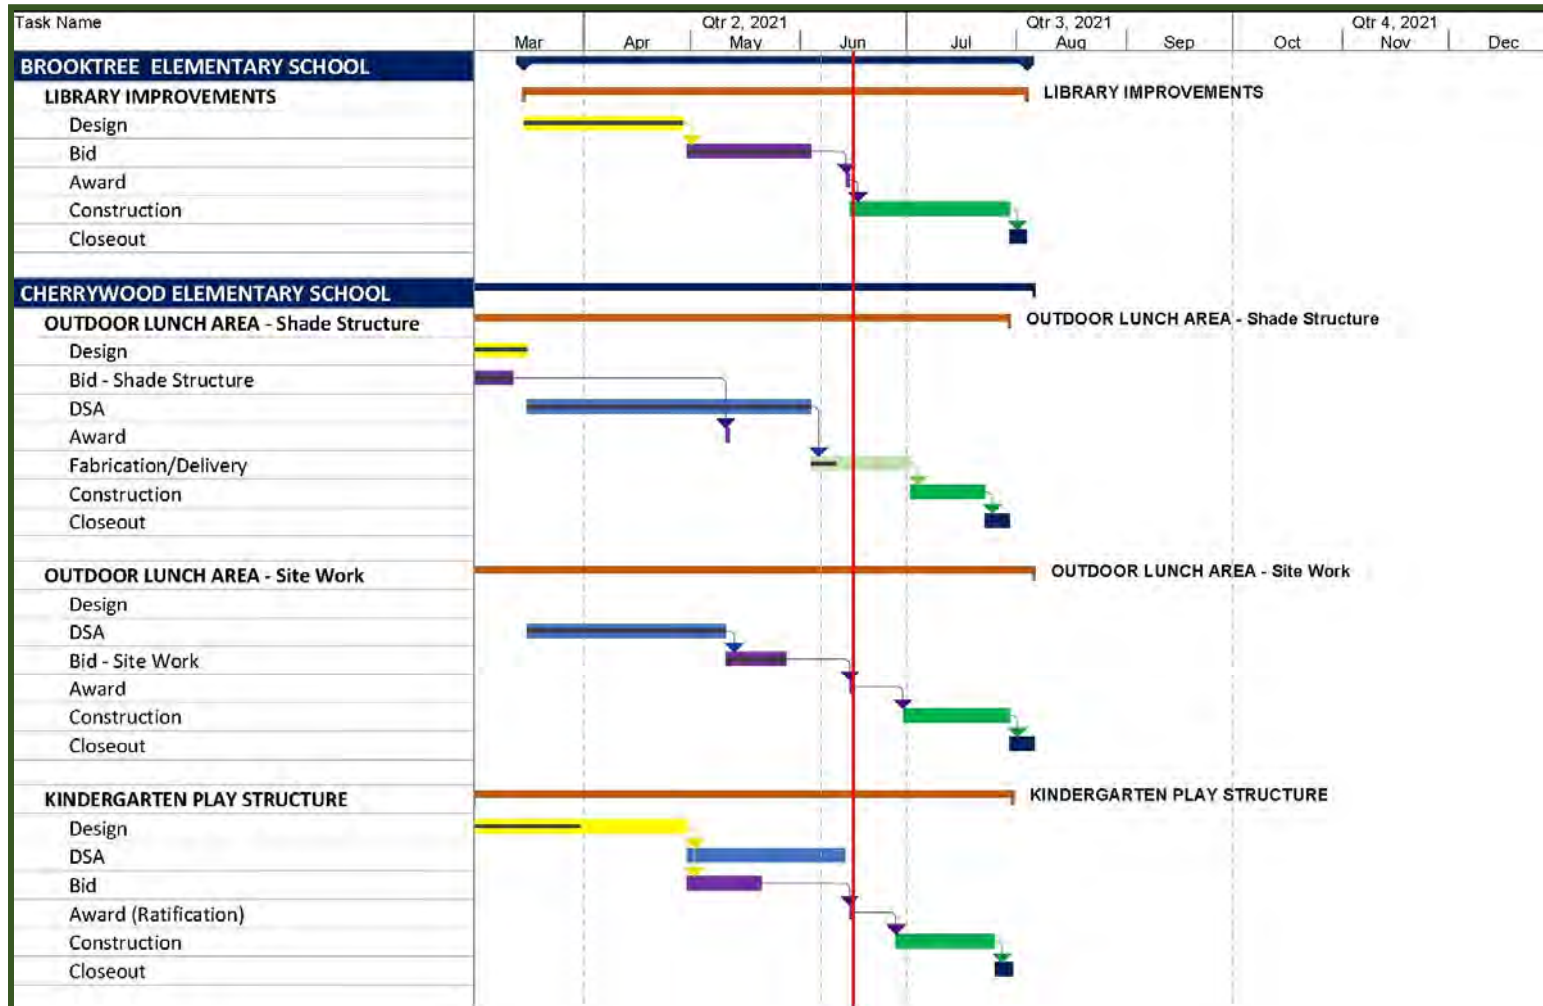 Task Name Qtr 2, 2021 Qtr 3, 2021 Qtr 4, 2021
Mar Apr May Jun Jul Aug Sep Oct Nov Dec
BROOKTREE ELEMENTARY SCHOOL
LIBRARY IMPROVEMENTS LIBRARY IMPROVEMENTS
Design
Bid
Award
Construction
Closeout
CHERRYWOOD ELEMENTARY SCHOOL
OUTDOOR LUNCH AREA - Shade Structure OUTDOOR LUNCH AREA - Shade Structure
Design
Bid - Shade Structure
DSA
Award
Fabrication/Delivery
Construction
Closeout
OUTDOOR LUNCH AREA - Site Work OUTDOOR LUNCH AREA - Site Work
Design
DSA
Bid - Site Work
Award
Construction
Closeout
KINDERGARTEN PLAY STRUCTURE KINDERGARTEN PLAY STRUCTURE
Design
DSA
Bid
Award (Ratification)
Construction
Closeout